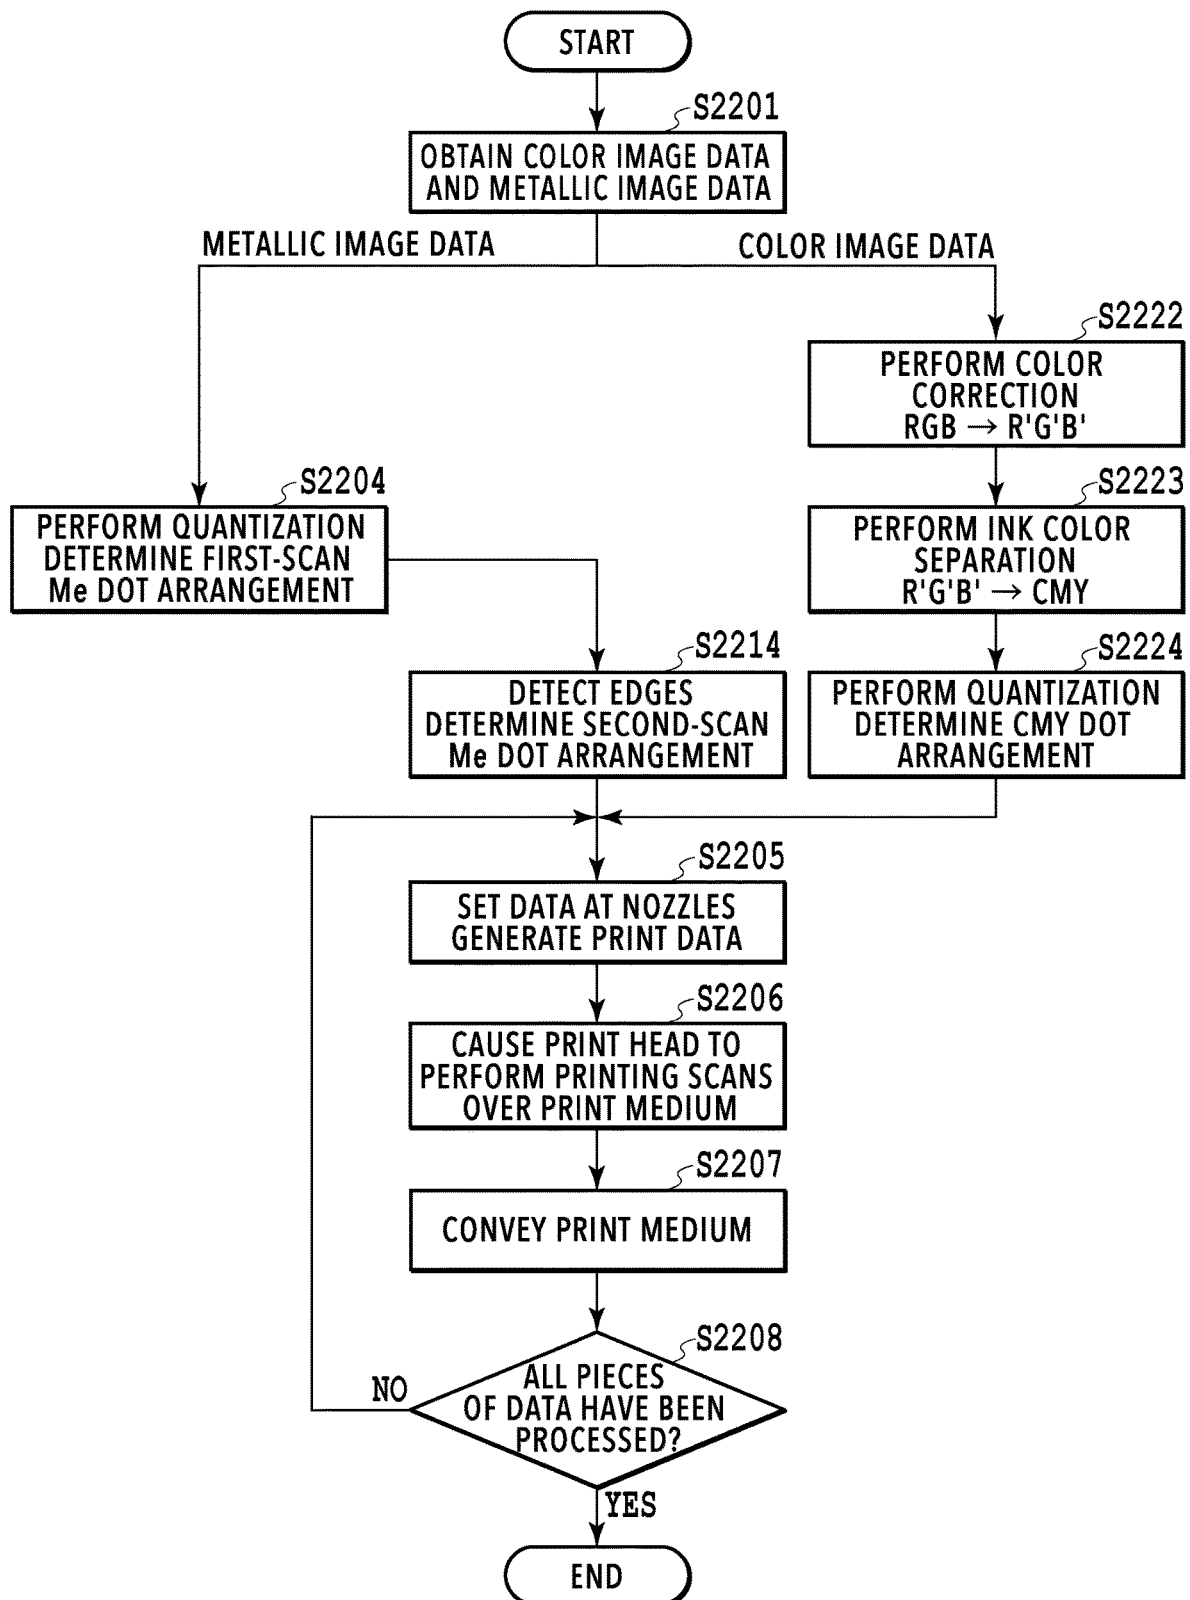 START
S2201
OBTAIN COLOR IMAGE DATA
AND METALLIC IMAGE DATA
METALLIC IMAGE DATA
COLOR IMAGE DATA
S2222
PERFORM COLOR
CORRECTION
RGB → R'G'B'
S2204
PERFORM QUANTIZATION
DETERMINE FIRST-SCAN
Me DOT ARRANGEMENT
S2223
PERFORM INK COLOR
SEPARATION
R'G'B' → CMY
S2214
DETECT EDGES
DETERMINE SECOND-SCAN
Me DOT ARRANGEMENT
S2224
PERFORM QUANTIZATION
DETERMINE CMY DOT
ARRANGEMENT
S2205
SET DATA AT NOZZLES
GENERATE PRINT DATA
S2206
CAUSE PRINT HEAD TO
PERFORM PRINTING SCANS
OVER PRINT MEDIUM
S2207
CONVEY PRINT MEDIUM
S2208
ALL PIECES
OF DATA HAVE BEEN
PROCESSED?
NO
YES
END